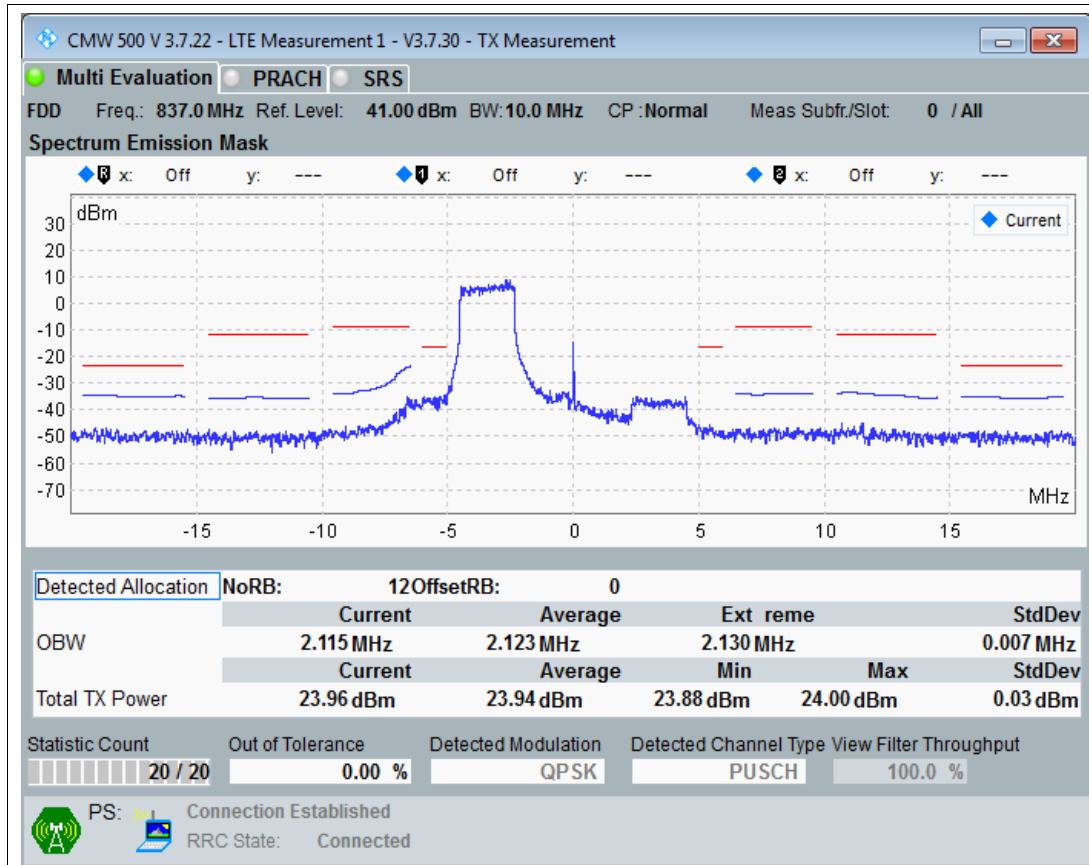 CMW 500 V 3.7.22 - LTE Measurement 1 - V3.7.30 - TX Measurement
Multi Evaluation PRACH SRS
FDD Freq.: 837.0 MHz Ref. Level: 41.00 dBm BW: 10.0 MHz CP : Normal Meas Subfr./Slot: 0 / All
Spectrum Emission Mask
R x: Off y: --- 1 x: Off y: --- 2 x: Off y: ---
dBm
Current
30
20
10
0
-10
-20
-30
-40
-50
-60
-70
MHz
-15 -10 -5 0 5 10 15
Detected Allocation NoRB: 12 OffsetRB: 0
Current Average Ext reme StdDev
OBW 2.115 MHz 2.123 MHz 2.130 MHz 0.007 MHz
Current Average Min Max StdDev
Total TX Power 23.96 dBm 23.94 dBm 23.88 dBm 24.00 dBm 0.03 dBm
Statistic Count Out of Tolerance Detected Modulation Detected Channel Type View Filter Throughput
20 / 20 0.00 % QPSK PUSCH 100.0 %
PS: Connection Established
RRC State: Connected